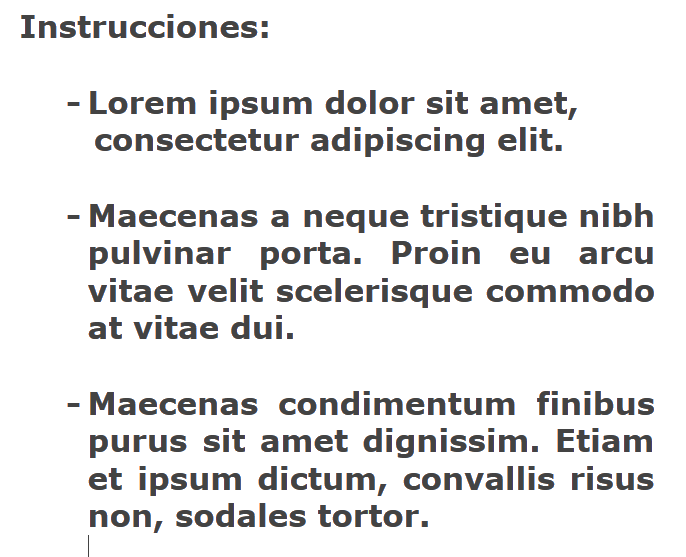 Instrucciones:
- Lorem ipsum dolor sit amet,
consectetur adipiscing elit.
- Maecenas a neque tristique nibh
pulvinar porta. Proin eu arcu
vitae velit scelerisque commodo
at vitae dui.
- Maecenas condimentum finibus
purus sit amet dignissim. Etiam
et ipsum dictum, convallis risus
non, sodales tortor.